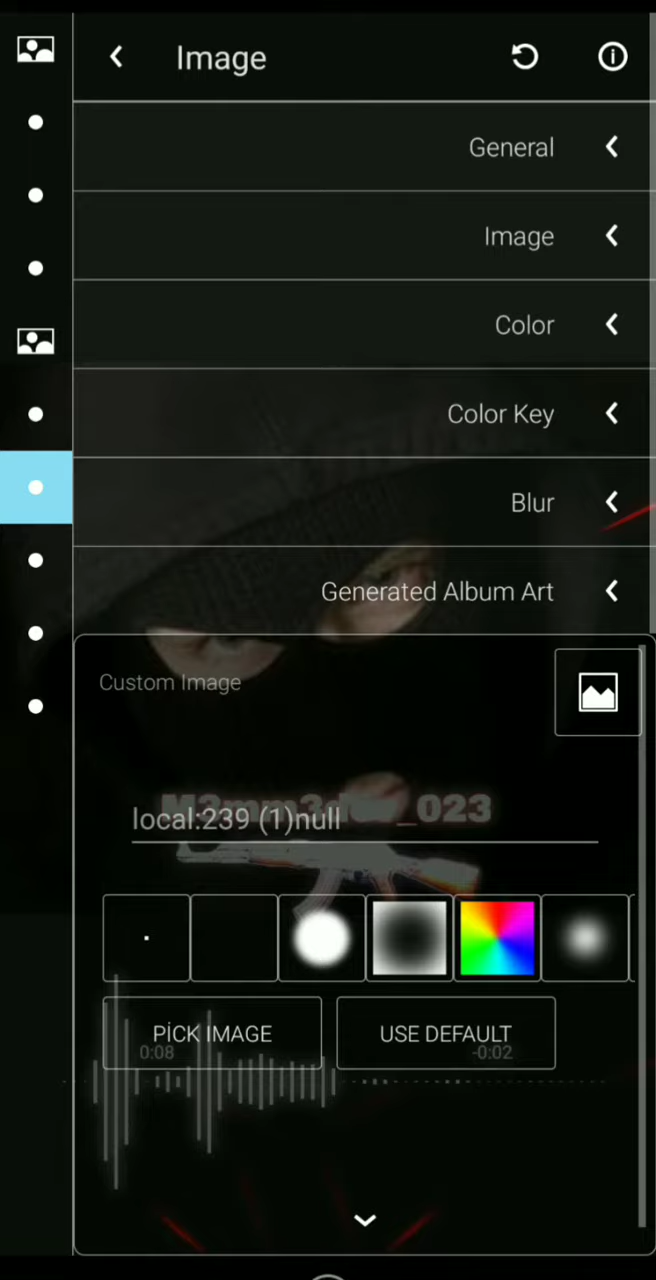 Image
General
Image
Color
Color Key
Blur
Generated Album Art
Custom Image
local:239 (1)null
PİCK IMAGE
USE DEFAULT
0:08
-0:02